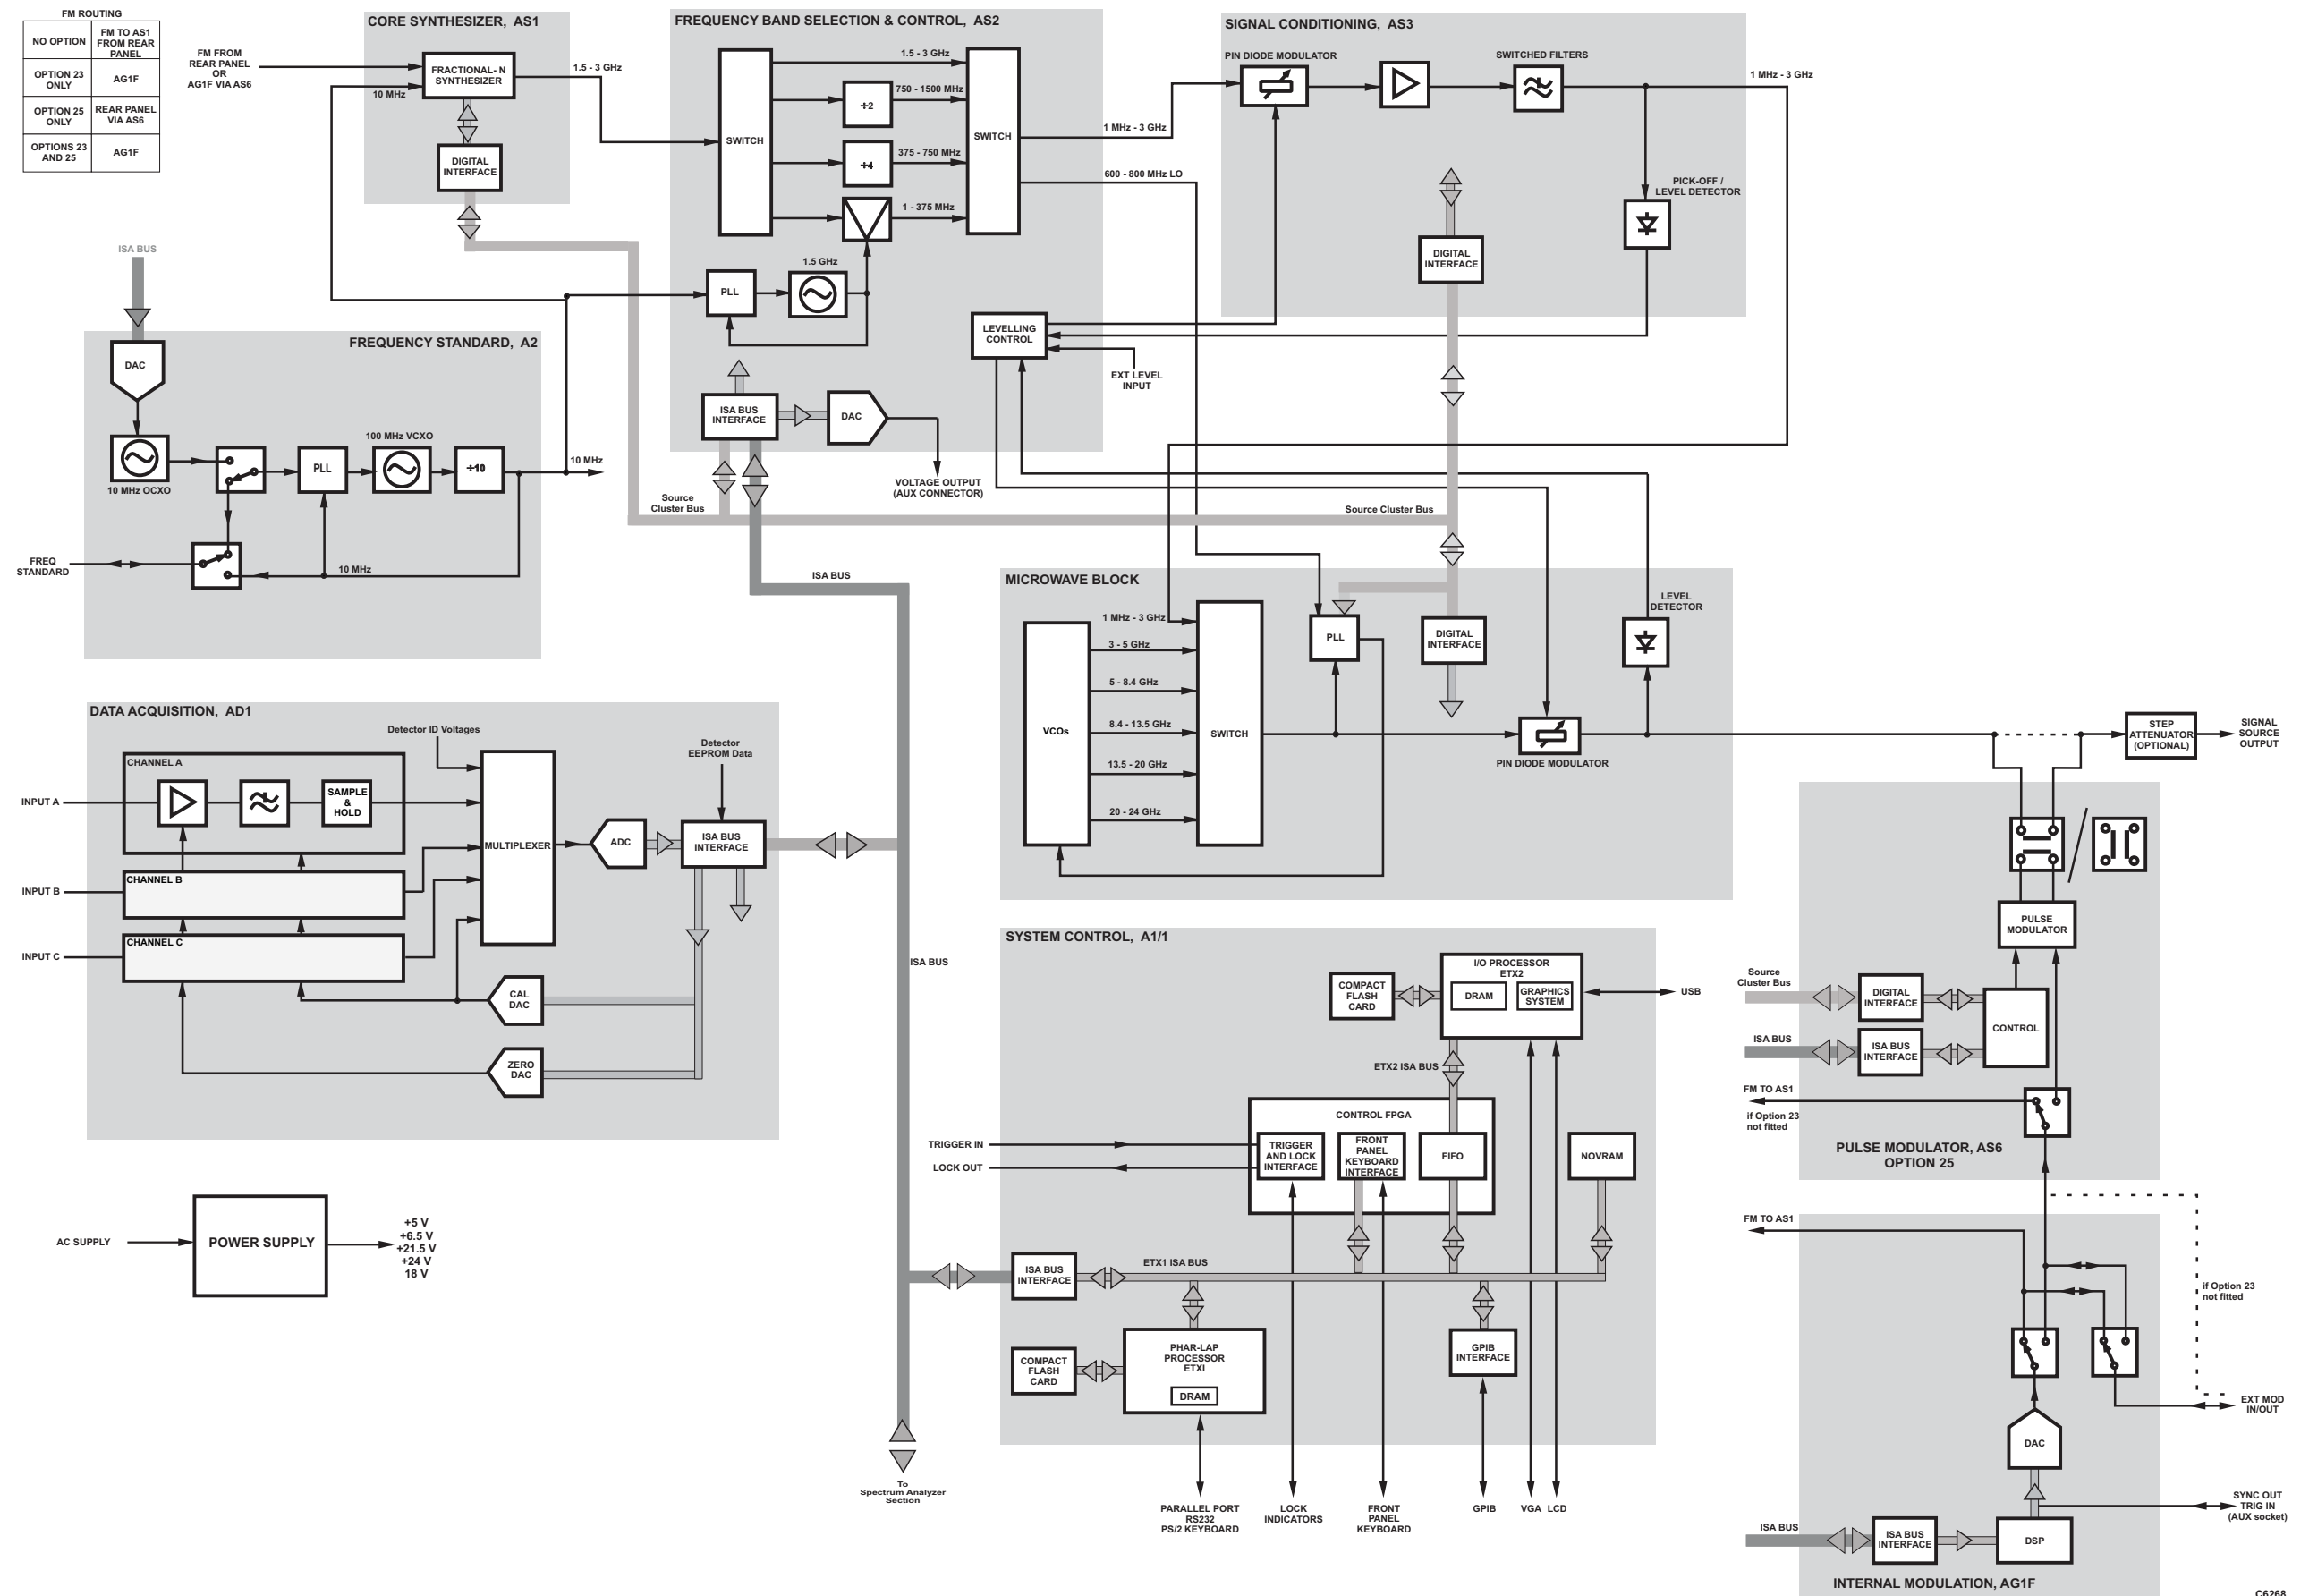 FM ROUTING
NO OPTION
FM TO AS1
FROM REAR
PANEL
OPTION 23
ONLY
AG1F
OPTION 25
ONLY
REAR PANEL
VIA AS6
OPTIONS 23
AND 25
AG1F
FM FROM
REAR PANEL
OR
AG1F VIA AS6
CORE SYNTHESIZER, AS1
FRACTIONAL- N
SYNTHESIZER
10 MHz
1.5 - 3 GHz
DIGITAL
INTERFACE
FREQUENCY BAND SELECTION & CONTROL, AS2
SWITCH
1.5 - 3 GHz
÷2
750 - 1500 MHz
÷4
375 - 750 MHz
1 - 375 MHz
SWITCH
1 MHz - 3 GHz
600 - 800 MHz LO
PLL
1.5 GHz
LEVELLING
CONTROL
EXT LEVEL
INPUT
ISA BUS
INTERFACE
DAC
VOLTAGE OUTPUT
(AUX CONNECTOR)
SIGNAL CONDITIONING, AS3
PIN DIODE MODULATOR
SWITCHED FILTERS
1 MHz - 3 GHz
PICK-OFF /
LEVEL DETECTOR
DIGITAL
INTERFACE
ISA BUS
FREQUENCY STANDARD, A2
DAC
10 MHz OCXO
PLL
100 MHz VCXO
÷10
10 MHz
FREQ
STANDARD
10 MHz
Source
Cluster Bus
Source Cluster Bus
ISA BUS
MICROWAVE BLOCK
VCOs
1 MHz - 3 GHz
3 - 5 GHz
5 - 8.4 GHz
8.4 - 13.5 GHz
13.5 - 20 GHz
20 - 24 GHz
SWITCH
PLL
DIGITAL
INTERFACE
LEVEL
DETECTOR
PIN DIODE MODULATOR
STEP
ATTENUATOR
(OPTIONAL)
SIGNAL
SOURCE
OUTPUT
DATA ACQUISITION, AD1
Detector ID Voltages
Detector
EEPROM Data
CHANNEL A
INPUT A
SAMPLE
&
HOLD
CHANNEL B
INPUT B
CHANNEL C
INPUT C
MULTIPLEXER
ADC
ISA BUS
INTERFACE
CAL
DAC
ZERO
DAC
ISA BUS
AC SUPPLY
POWER SUPPLY
+5 V
+6.5 V
+21.5 V
+24 V
18 V
SYSTEM CONTROL, A1/1
COMPACT
FLASH
CARD
I/O PROCESSOR
ETX2
DRAM
GRAPHICS
SYSTEM
USB
ETX2 ISA BUS
CONTROL FPGA
TRIGGER IN
LOCK OUT
TRIGGER
AND LOCK
INTERFACE
FRONT
PANEL
KEYBOARD
INTERFACE
FIFO
NOVRAM
ISA BUS
INTERFACE
ETX1 ISA BUS
COMPACT
FLASH
CARD
PHAR-LAP
PROCESSOR
ETXI
DRAM
GPIB
INTERFACE
To
Spectrum Analyzer
Section
PARALLEL PORT
RS232
PS/2 KEYBOARD
LOCK
INDICATORS
FRONT
PANEL
KEYBOARD
GPIB
VGA
LCD
PULSE
MODULATOR
Source
Cluster Bus
DIGITAL
INTERFACE
CONTROL
ISA BUS
ISA BUS
INTERFACE
FM TO AS1
if Option 23
not fitted
PULSE MODULATOR, AS6
OPTION 25
FM TO AS1
if Option 23
not fitted
EXT MOD
IN/OUT
DAC
SYNC OUT
TRIG IN
(AUX socket)
ISA BUS
ISA BUS
INTERFACE
DSP
INTERNAL MODULATION, AG1F
C6268